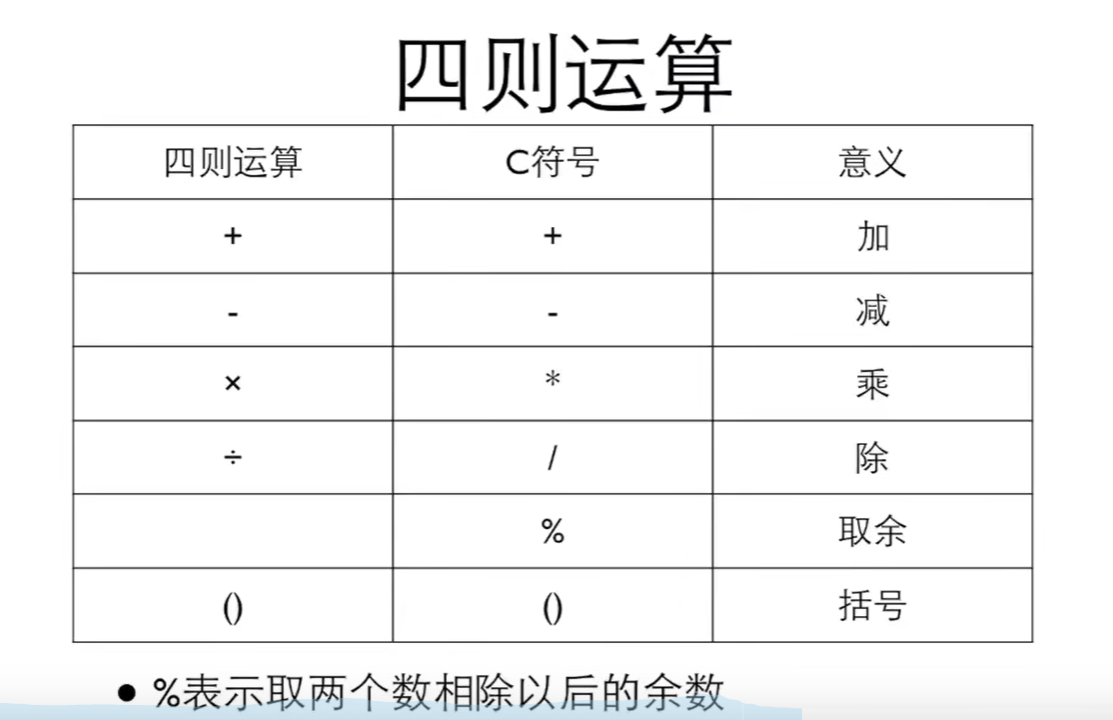 四则运算
四则运算 C符号 意义
+ + 加
- - 减
× * 乘
÷ / 除
% 取余
() () 括号
● %表示取两个数相除以后的余数